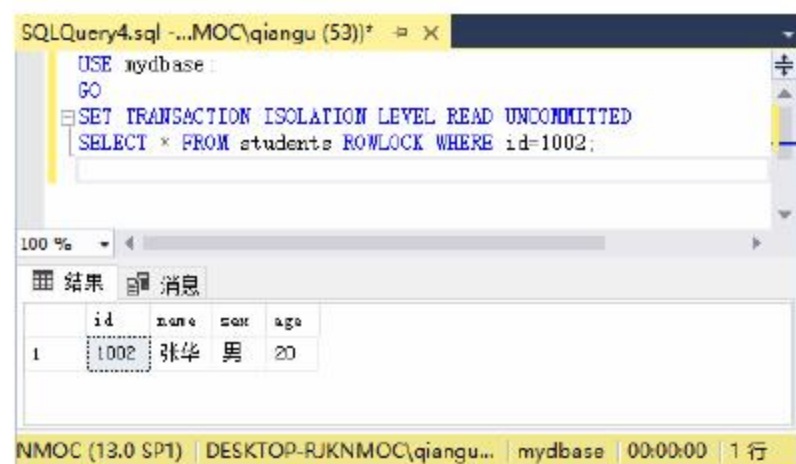 SQLQuery4.sql -...MOC\qiangu (53))* ×
USE mydbase;
GO
SET TRANSACTION ISOLATION LEVEL READ UNCOMMITTED
SELECT * FROM students ROWLOCK WHERE id=1002;
100 %
结果 消息
id name sex age
1 1002 张华 男 20
NMOC (13.0 SP1) DESKTOP-RJKNMOC\qiangu... mydbase 00:00:00 1 行